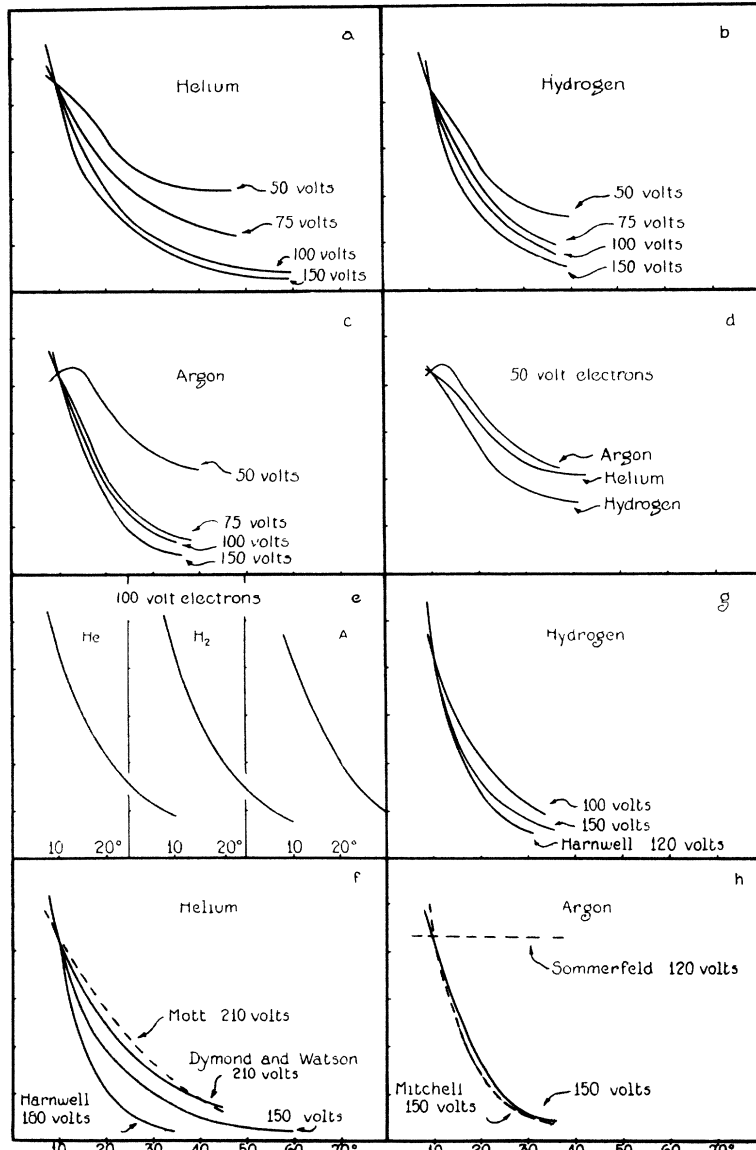 a
Helium
50 volts
75 volts
100 volts
150 volts
b
Hydrogen
50 volts
75 volts
100 volts
150 volts
c
Argon
50 volts
75 volts
100 volts
150 volts
d
50 volt electrons
Argon
Helium
Hydrogen
100 volt electrons
e
He
H2
A
10 20° 10 20° 10 20°
g
Hydrogen
100 volts
150 volts
Harnwell 120 volts
f
Helium
Mott 210 volts
Dymond and Watson
210 volts
Harnwell
180 volts
150 volts
10 20 30 40 50 60 70°
h
Argon
Sommerfeld 120 volts
Mitchell
150 volts
150 volts
10 20 30 40 50 60 70°